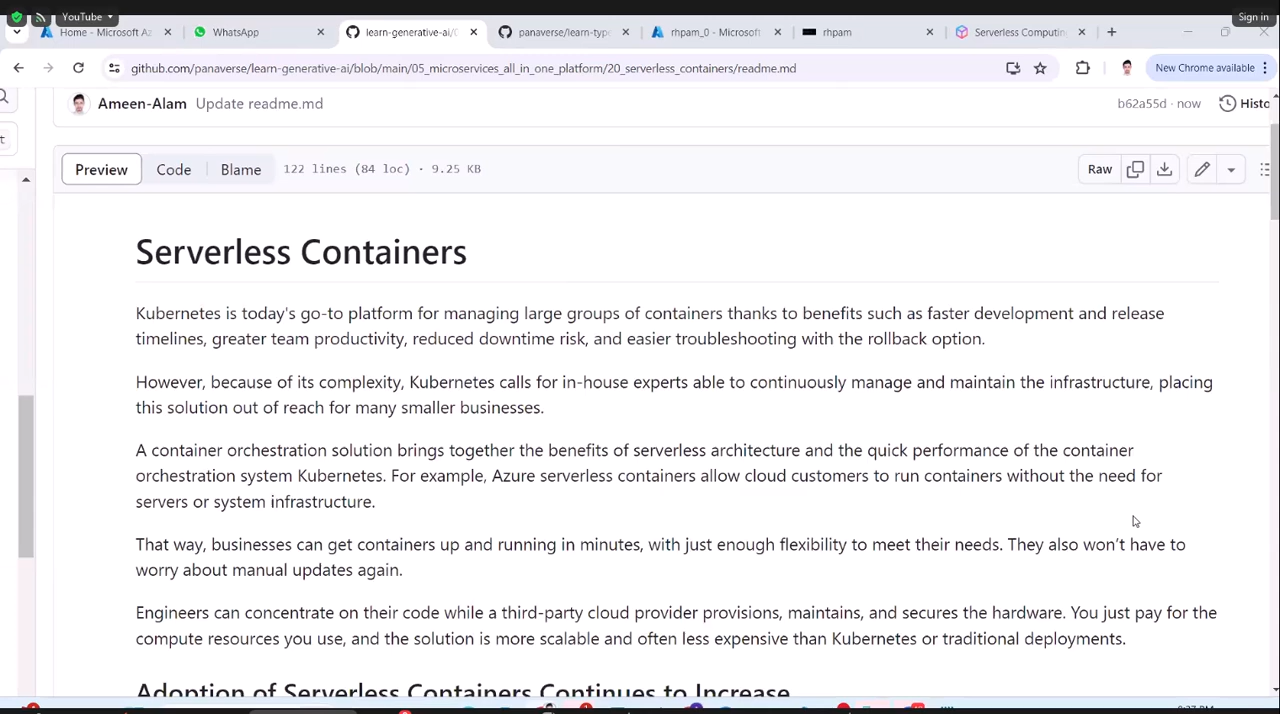 YouTube
Sign in
Home - Microsoft Az
WhatsApp
learn-generative-ai/0
panaverse/learn-type
rhpam_0 - Microsoft
rhpam
Serverless Computin
github.com/panaverse/learn-generative-ai/blob/main/05_microservices_all_in_one_platform/20_serverless_containers/readme.md
New Chrome available
Ameen-Alam Update readme.md
b62a55d · now
Histo
t
Preview
Code
Blame
122 lines (84 loc) · 9.25 KB
Raw
Serverless Containers
Kubernetes is today's go-to platform for managing large groups of containers thanks to benefits such as faster development and release
timelines, greater team productivity, reduced downtime risk, and easier troubleshooting with the rollback option.
However, because of its complexity, Kubernetes calls for in-house experts able to continuously manage and maintain the infrastructure, placing
this solution out of reach for many smaller businesses.
A container orchestration solution brings together the benefits of serverless architecture and the quick performance of the container
orchestration system Kubernetes. For example, Azure serverless containers allow cloud customers to run containers without the need for
servers or system infrastructure.
That way, businesses can get containers up and running in minutes, with just enough flexibility to meet their needs. They also won't have to
worry about manual updates again.
Engineers can concentrate on their code while a third-party cloud provider provisions, maintains, and secures the hardware. You just pay for the
compute resources you use, and the solution is more scalable and often less expensive than Kubernetes or traditional deployments.
Adoption of Serverless Containers Continues to Increase